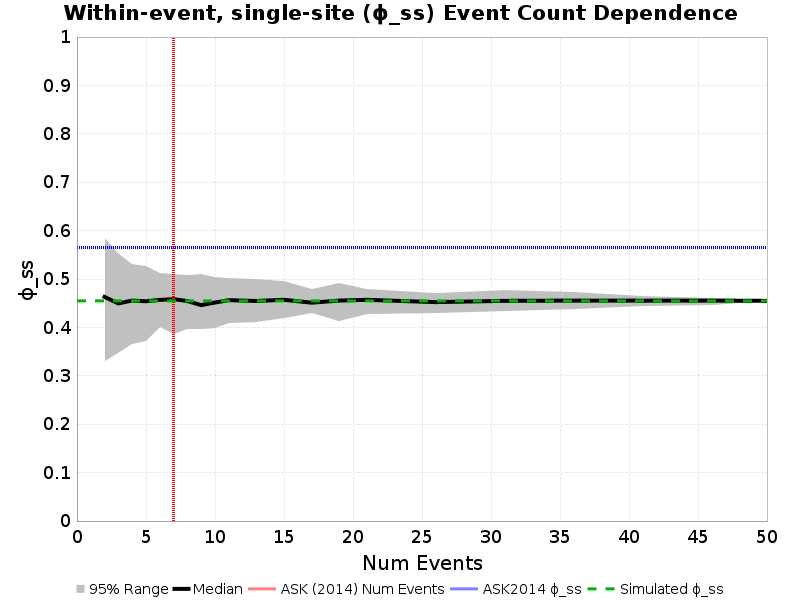 Within-event, single-site (ϕ_ss) Event Count Dependence
1
0.9
0.8
0.7
0.6
0.5
0.4
0.3
0.2
0.1
0
ϕ_ss
0 5 10 15 20 25 30 35 40 45 50
Num Events
95% Range Median ASK (2014) Num Events ASK2014 ϕ_ss Simulated ϕ_ss